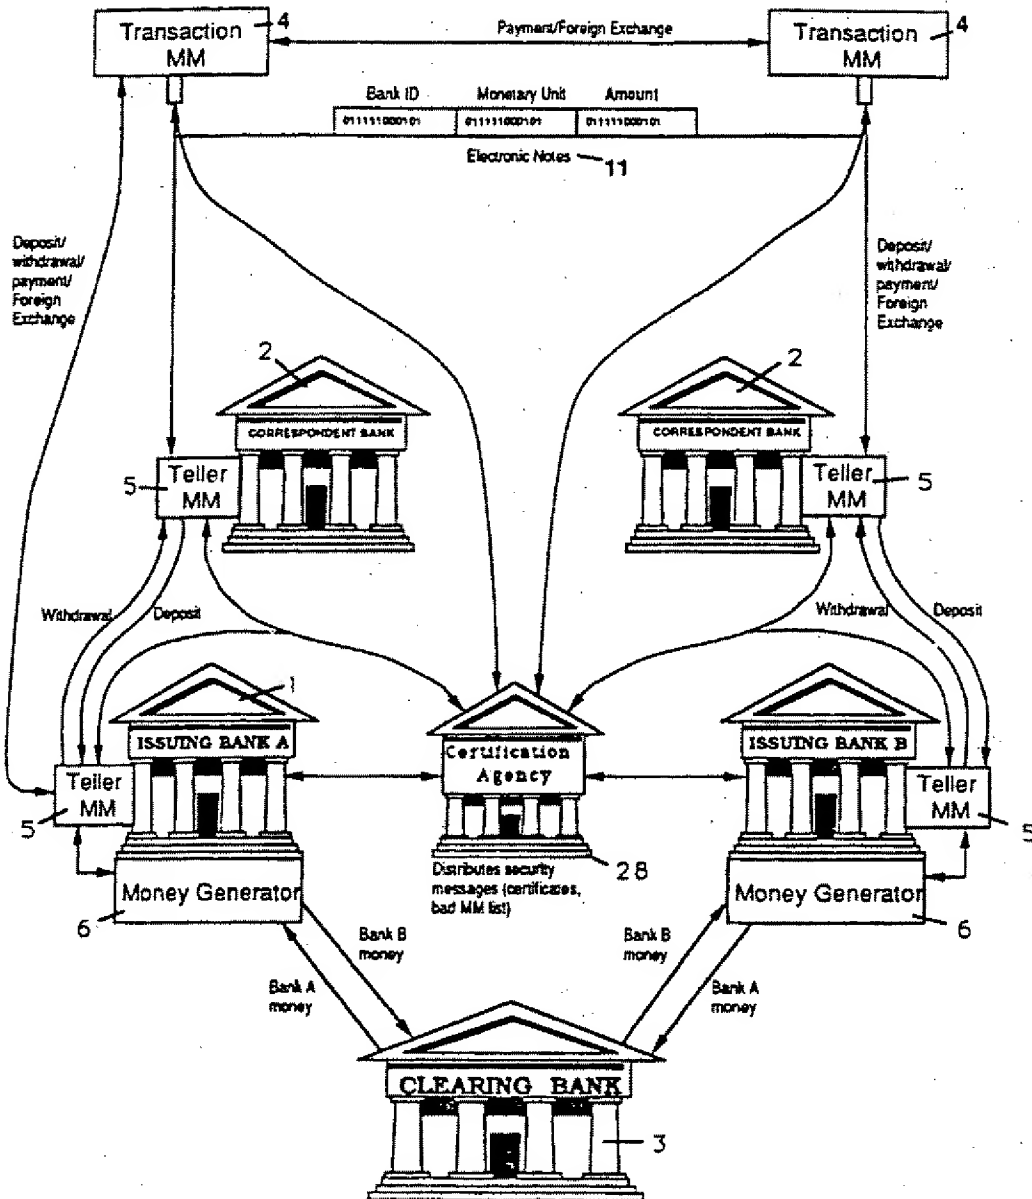 Transaction
MM
4
Payment/Foreign Exchange
Transaction
MM
4
Bank ID
Monetary Unit
Amount
011111000101
011111000101
011111000101
Electronic Notes
11
Deposit/
withdrawal/
payment/
Foreign
Exchange
Deposit/
withdrawal/
payment/
Foreign
Exchange
2
2
CORRESPONDENT BANK
CORRESPONDENT BANK
Teller
MM
5
Teller
MM
5
Withdrawal
Deposit
Withdrawal
Deposit
1
ISSUING BANK A
Certification
Agency
ISSUING BANK B
Teller
MM
5
Teller
MM
5
28
Distributes security
messages (certificates,
bad MM list)
Money Generator
6
Money Generator
6
Bank B
money
Bank B
money
Bank A
money
Bank A
money
CLEARING BANK
3